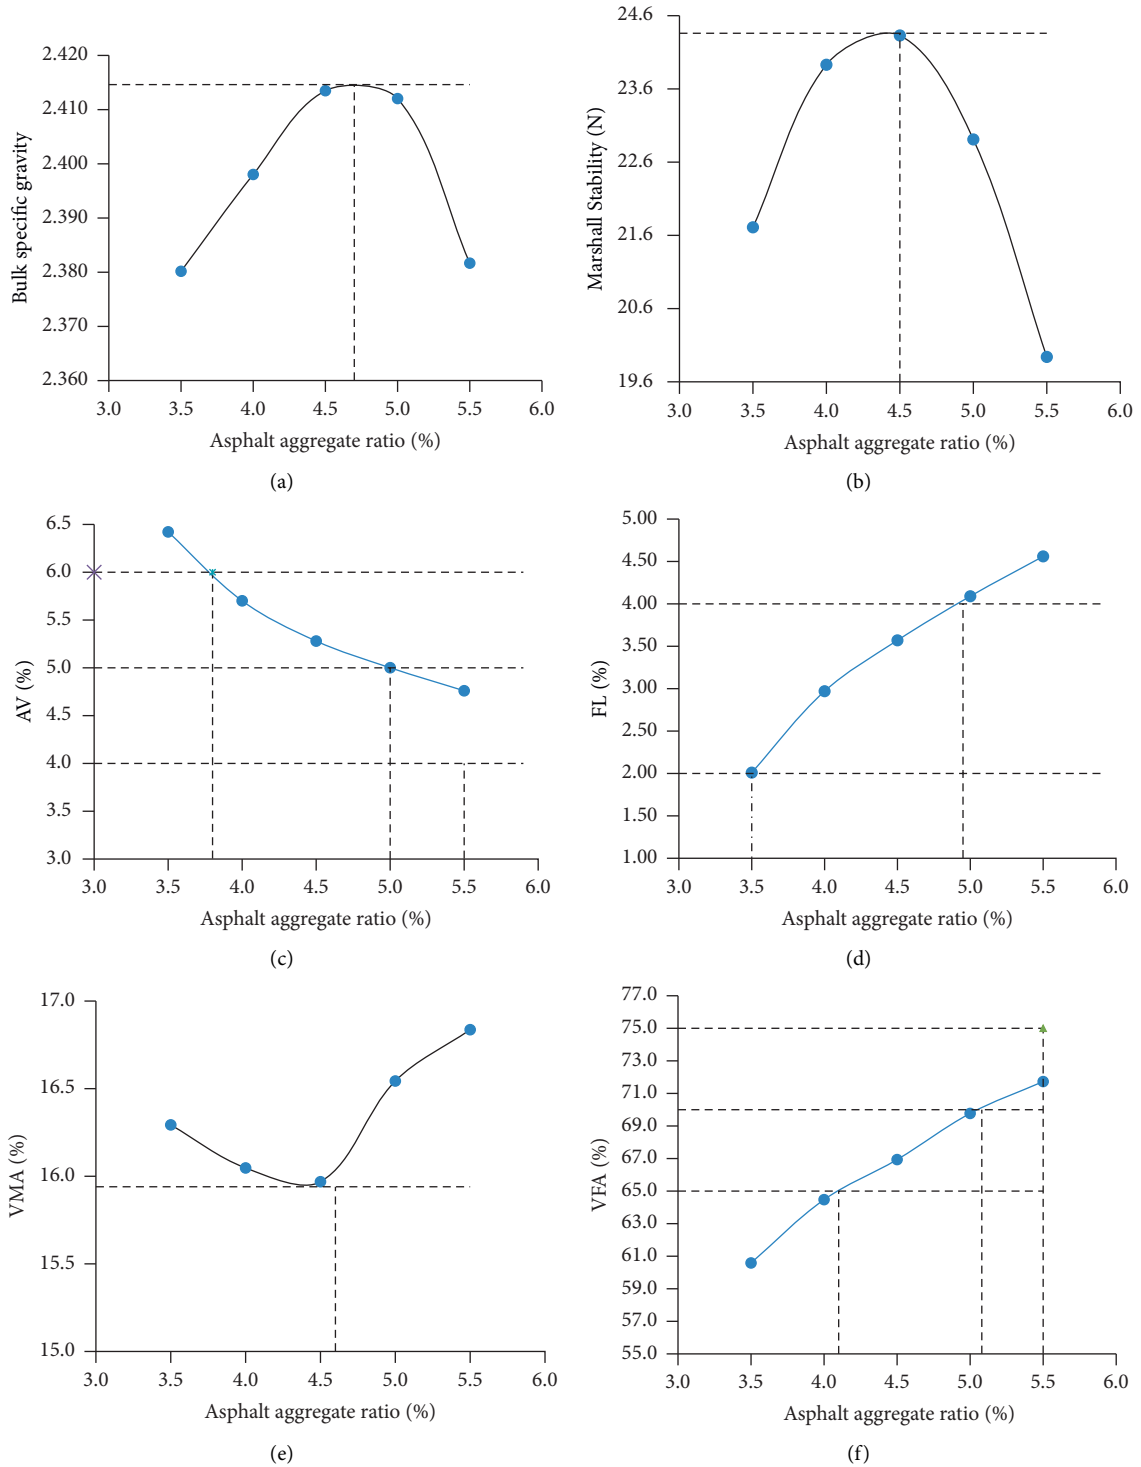 2.420
2.410
2.400
2.390
2.380
2.370
2.360
Bulk specific gravity
3.0 3.5 4.0 4.5 5.0 5.5 6.0
Asphalt aggregate ratio (%)
(a)
24.6
23.6
22.6
21.6
20.6
19.6
Marshall Stability (N)
3.0 3.5 4.0 4.5 5.0 5.5 6.0
Asphalt aggregate ratio (%)
(b)
6.5
6.0
5.5
5.0
4.5
4.0
3.5
3.0
AV (%)
3.0 3.5 4.0 4.5 5.0 5.5 6.0
Asphalt aggregate ratio (%)
(c)
5.00
4.50
4.00
3.50
3.00
2.50
2.00
1.50
1.00
FL (%)
3.0 3.5 4.0 4.5 5.0 5.5 6.0
Asphalt aggregate ratio (%)
(d)
17.0
16.5
16.0
15.5
15.0
VMA (%)
3.0 3.5 4.0 4.5 5.0 5.5 6.0
Asphalt aggregate ratio (%)
(e)
77.0
75.0
73.0
71.0
69.0
67.0
65.0
63.0
61.0
59.0
57.0
55.0
VFA (%)
3.0 3.5 4.0 4.5 5.0 5.5 6.0
Asphalt aggregate ratio (%)
(f)